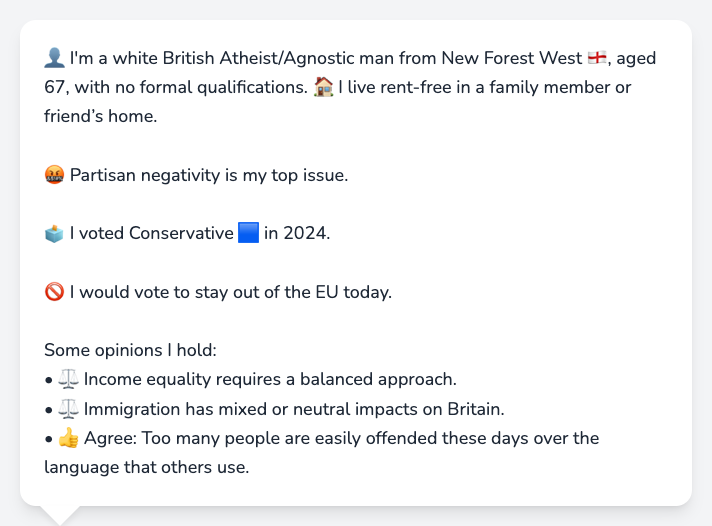 👤 I'm a white British Atheist/Agnostic man from New Forest West 🏴󠁧󠁢󠁥󠁮󠁧󠁿, aged
67, with no formal qualifications. 🏠 I live rent-free in a family member or
friend’s home.
🤬 Partisan negativity is my top issue.
🗳️ I voted Conservative 🟦 in 2024.
🚫 I would vote to stay out of the EU today.
Some opinions I hold:
• ⚖️ Income equality requires a balanced approach.
• ⚖️ Immigration has mixed or neutral impacts on Britain.
• 👍 Agree: Too many people are easily offended these days over the
language that others use.